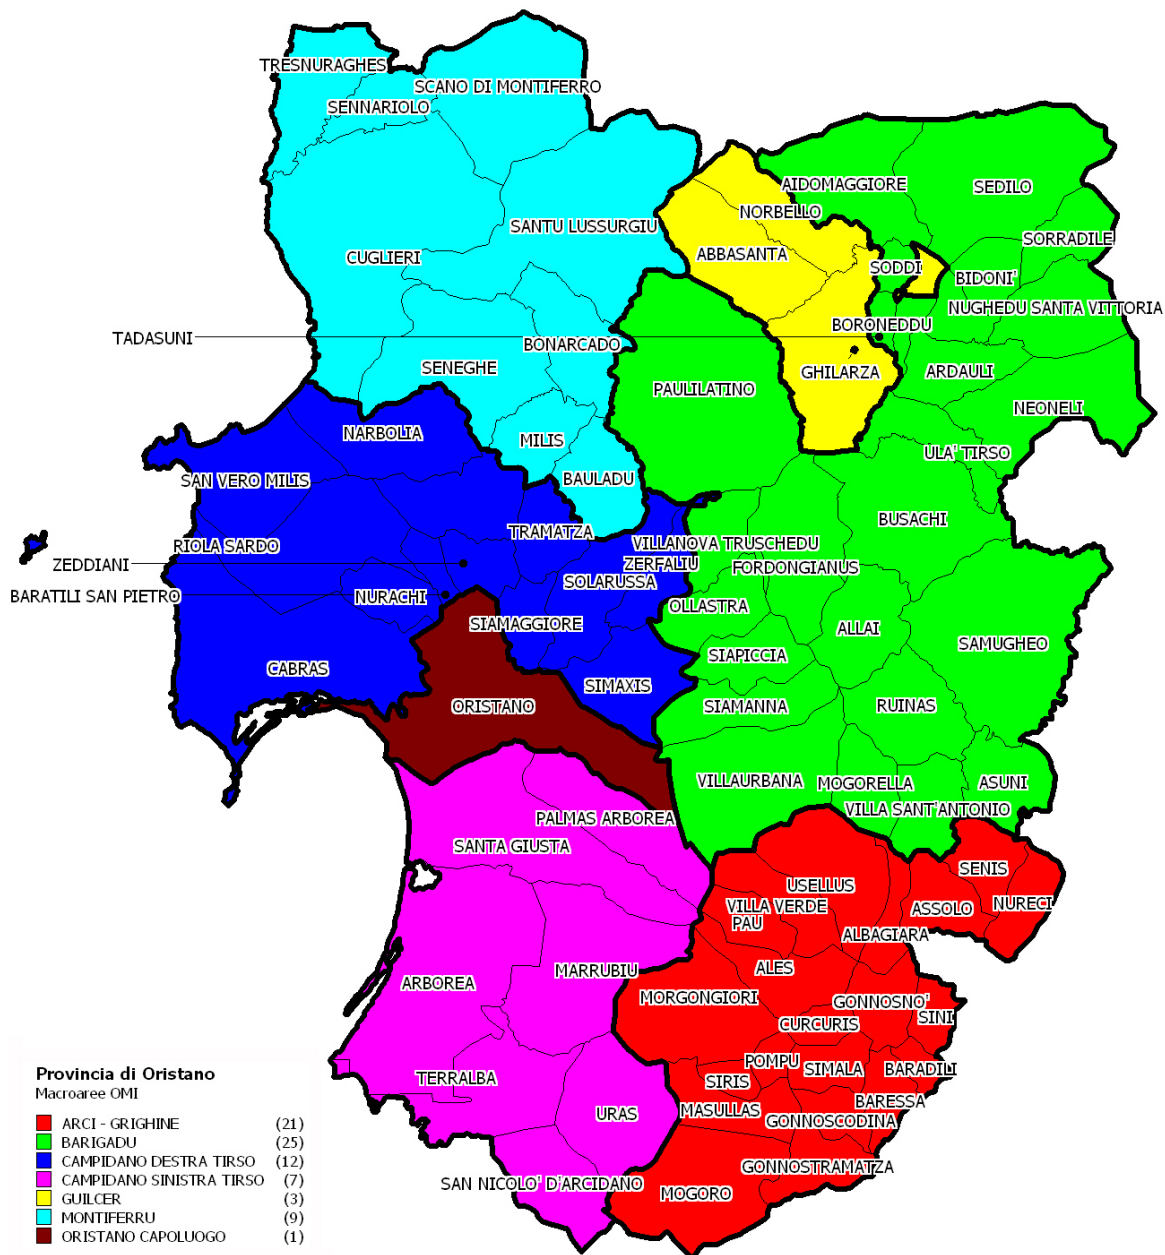 TRESNURAGHES
SCANO DI MONTIFERRO
SENNARIOLO
AIDOMAGGIORE
SEDILO
NORBELLO
SANTU LUSSURGIU
SORRADILE
CUGLIERI
ABBASANTA
SODDI
BIDONI'
NUGHEDU SANTA VITTORIA
TADASUNI
BORONEDDU
BONARCADO
SENEGHE
GHILARZA
ARDAULI
PAULILATINO
NEONELI
NARBOLIA
MILIS
ULA' TIRSO
BAULADU
SAN VERO MILIS
BUSACHI
TRAMATZA
RIOLA SARDO
VILLANOVA TRUSCHEDU
ZEDDIANI
ZERFALIU
FORDONGIANUS
SOLARUSSA
BARATILI SAN PIETRO
NURACHI
OLLASTRA
SIAMAGGIORE
ALLAI
SAMUGHEO
SIAPICCIA
CABRAS
SIMAXIS
ORISTANO
SIAMANNA
RUINAS
VILLAURBANA
MOGORELLA
ASUNI
VILLA SANT'ANTONIO
PALMAS ARBOREA
SANTA GIUSTA
SENIS
USELLUS
NURECI
VILLA VERDE
ASSOLO
PAU
ALBAGIARA
ALES
MARRUBIU
ARBOREA
MORGONGIORI
GONNOSNO'
SINI
CURCURIS
POMPU
SIMALA
BARADILI
TERRALBA
SIRIS
BARESSA
URAS
MASULLAS
GONNOSCODINA
GONNOSTRAMATZA
SAN NICOLO' D'ARCIDANO
MOGORO
Provincia di Oristano
Macroaree OMI
ARCI - GRIGHINE (21)
BARIGADU (25)
CAMPIDANO DESTRA TIRSO (12)
CAMPIDANO SINISTRA TIRSO (7)
GUILCER (3)
MONTIFERRU (9)
ORISTANO CAPOLUOGO (1)